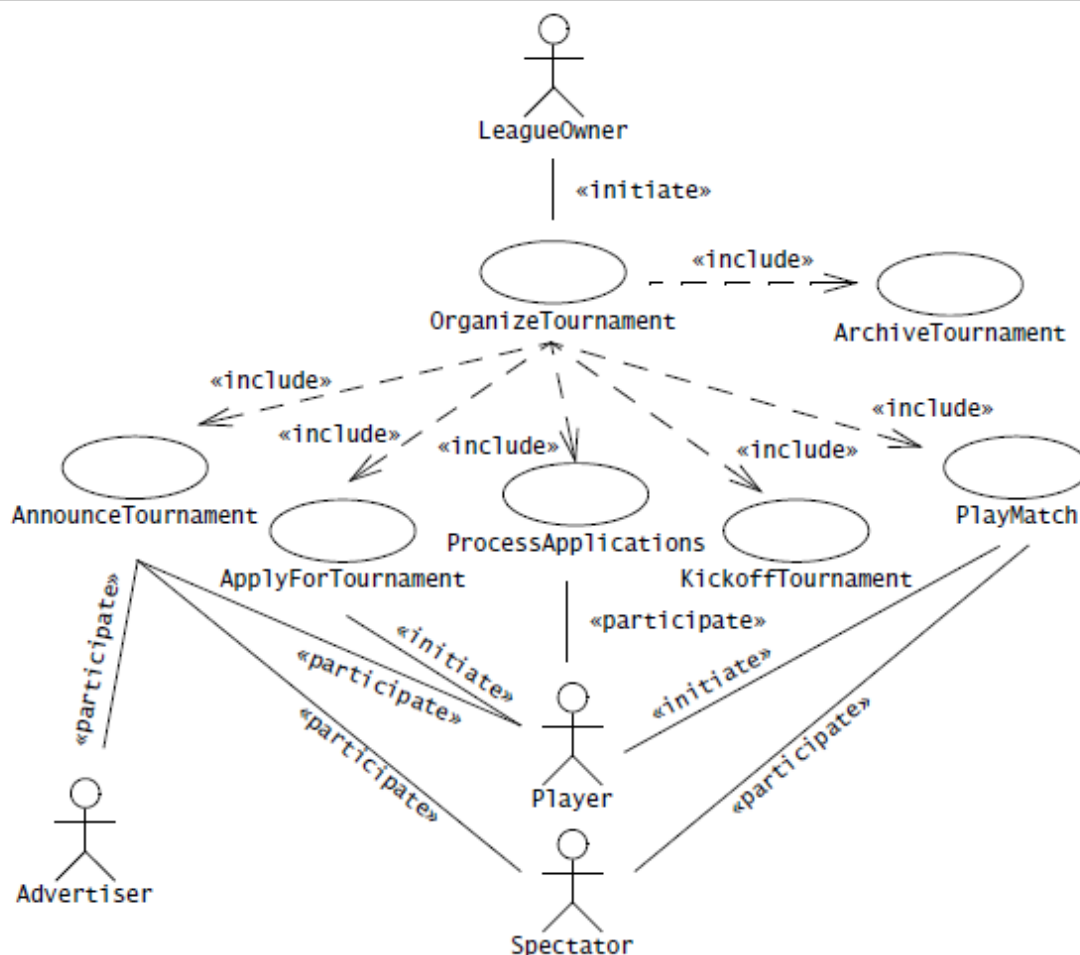 LeagueOwner
«initiate»
«include»
OrganizeTournament
ArchiveTournament
«include»
«include»
«include»
«include»
«include»
AnnounceTournament
ApplyForTournament
ProcessApplications
KickoffTournament
PlayMatch
«participate»
«participate»
«initiate»
«participate»
«participate»
«initiate»
«participate»
Player
Advertiser
Spectator